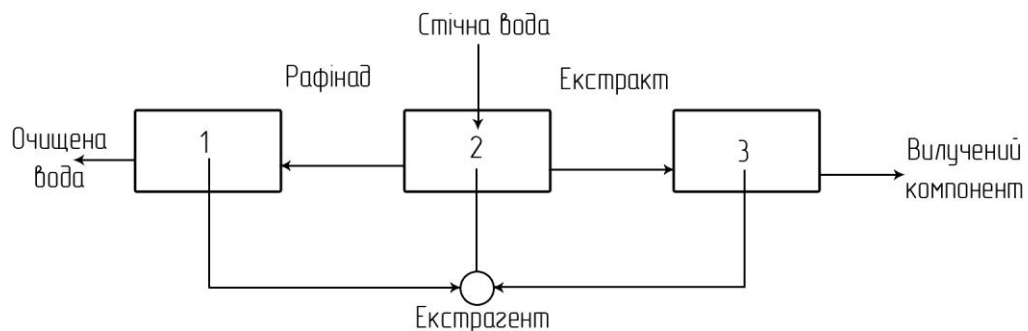 Стічна вода
Рафінад
Екстракт
Очищена
вода
1
2
3
Вилучений
компонент
Екстрагент